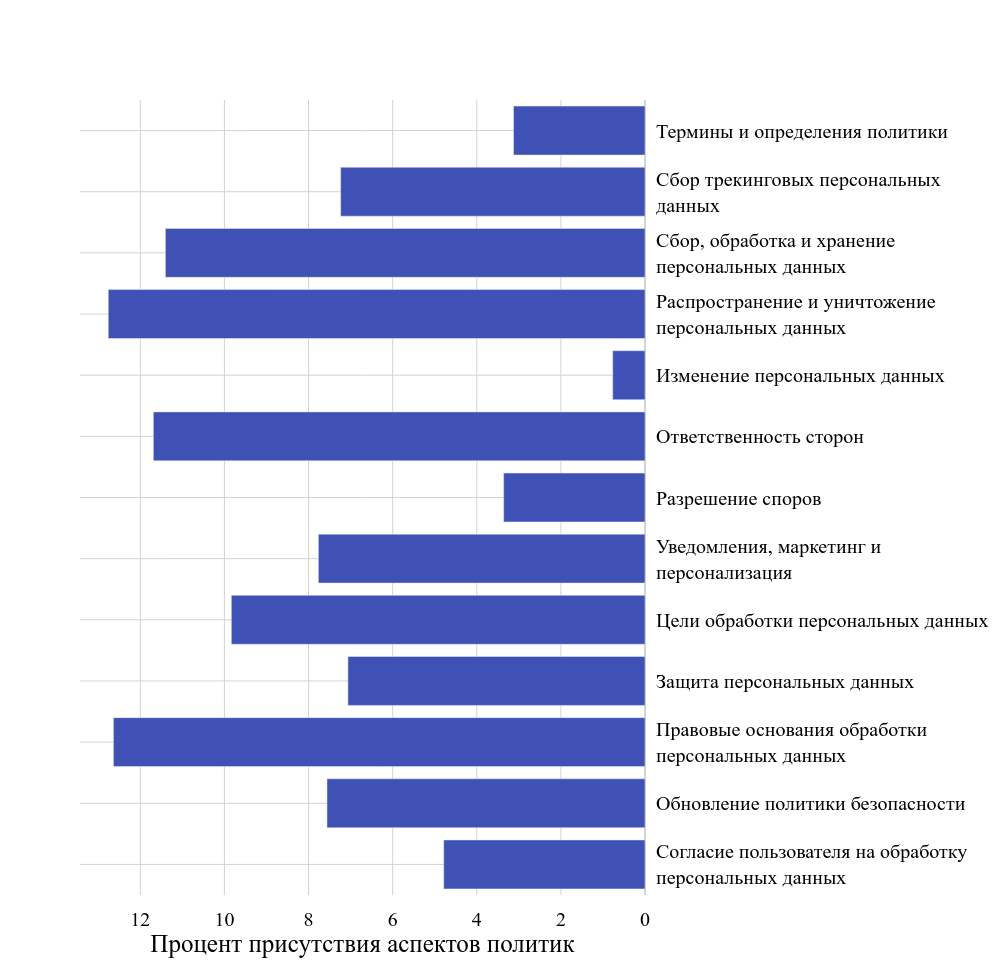 Термины и определения политики
Сбор трекинговых персональных
данных
Сбор, обработка и хранение
персональных данных
Распространение и уничтожение
персональных данных
Изменение персональных данных
Ответственность сторон
Разрешение споров
Уведомления, маркетинг и
персонализация
Цели обработки персональных данных
Защита персональных данных
Правовые основания обработки
персональных данных
Обновление политики безопасности
Согласие пользователя на обработку
персональных данных
12 10 8 6 4 2 0
Процент присутствия аспектов политик